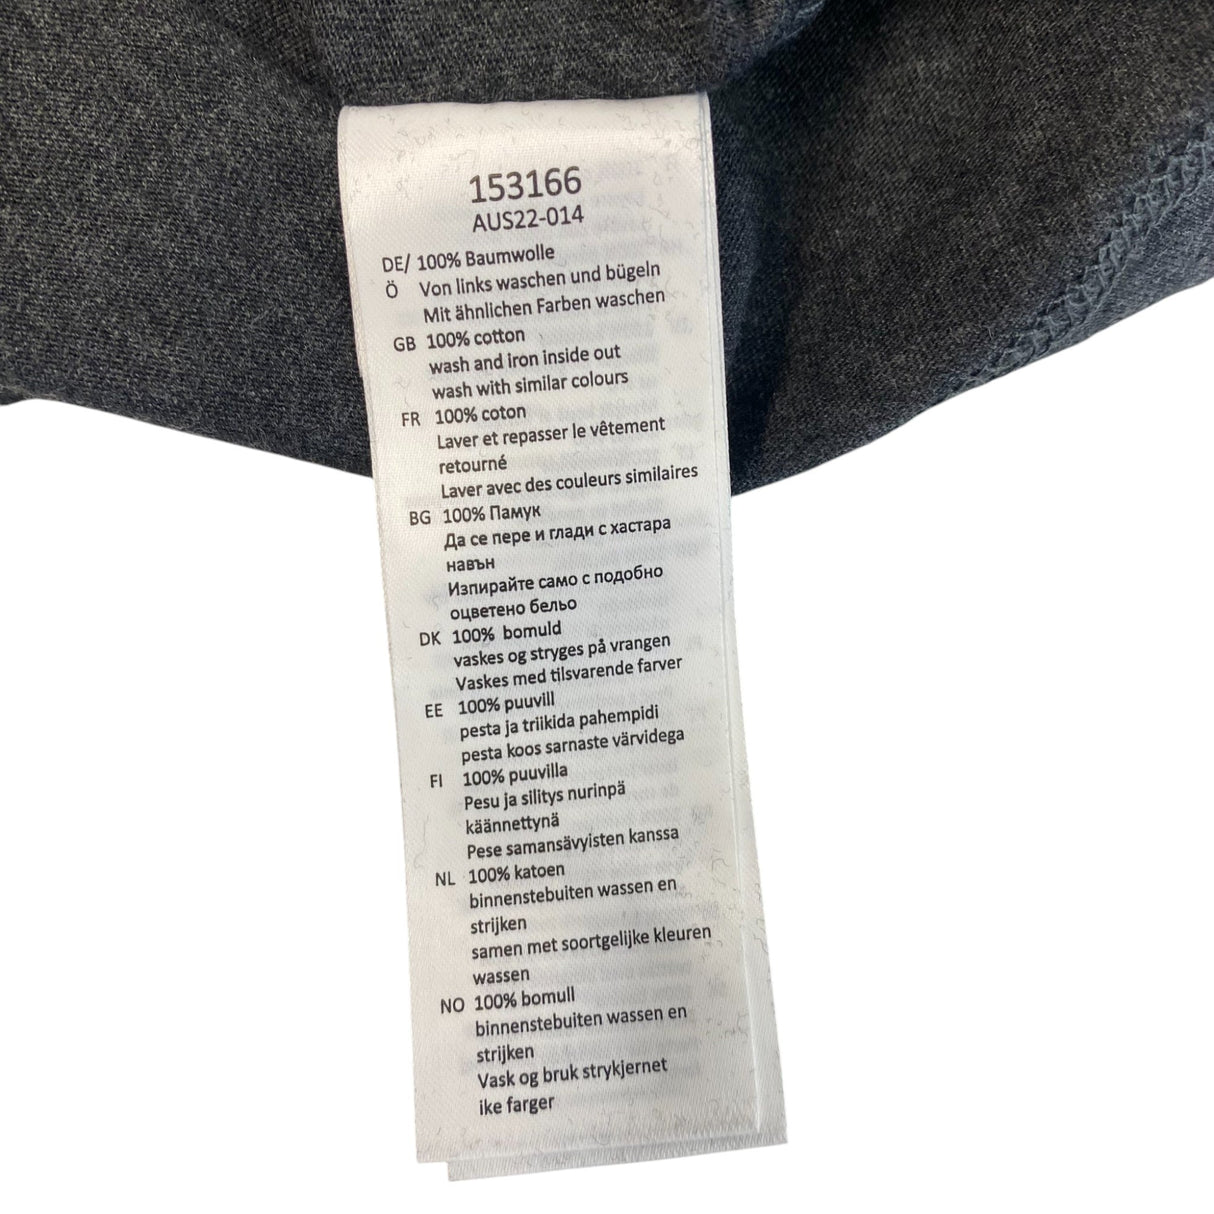 153166
AUS22-014
DE/ 100% Baumwolle
Ö Von links waschen und bügeln
Mit ähnlichen Farben waschen
GB 100% cotton
wash and iron inside out
wash with similar colours
FR 100% coton
Laver et repasser le vêtement
retourné
Laver avec des couleurs similaires
BG 100% Памук
Да се пере и глади с хастара
навън
Изпирайте само с подобно
оцветено бельо
DK 100% bomuld
vaskes og stryges på vrangen
Vaskes med tilsvarende farver
EE 100% puuvill
pesta ja triikida pahempidi
pesta koos sarnaste värvidega
FI 100% puuvilla
Pesu ja silitys nurinpä
käännettynä
Pese samansävyisten kanssa
NL 100% katoen
binnenstebuiten wassen en
strijken
samen met soortgelijke kleuren
wassen
NO 100% bomull
binnenstebuiten wassen en
strijken
Vask og bruk strykjernet
ike farger